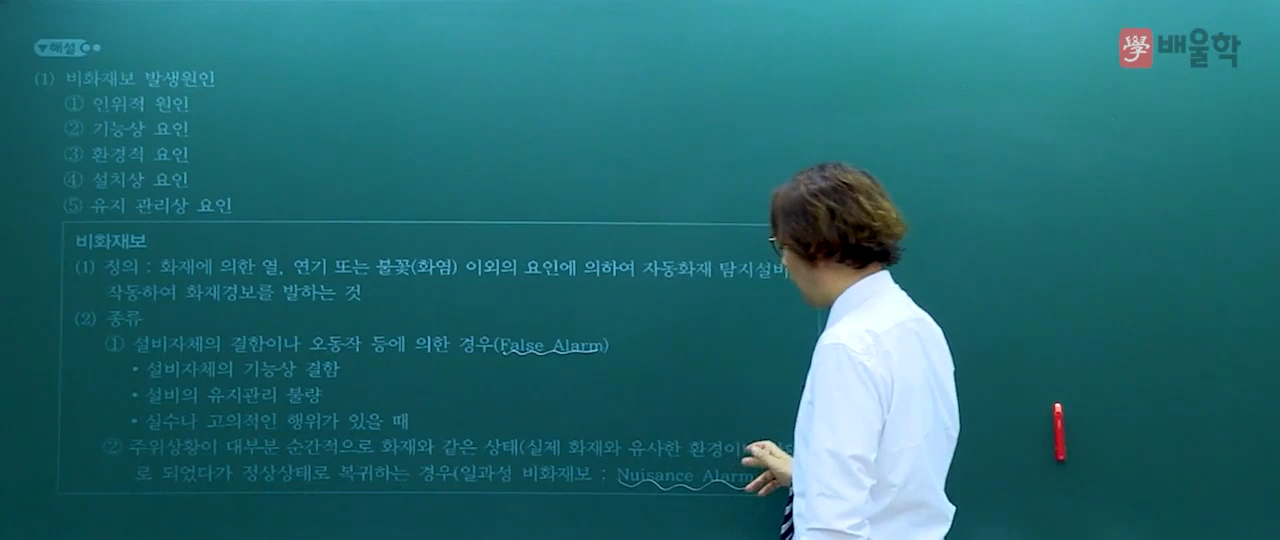 學 배울학
▼해설
(1) 비화재보 발생원인
① 인위적 원인
② 기능상 요인
③ 환경적 요인
④ 설치상 요인
⑤ 유지 관리상 요인
비화재보
(1) 정의 : 화재에 의한 열, 연기 또는 불꽃(화염) 이외의 요인에 의하여 자동화재 탐지설비
작동하여 화재경보를 발하는 것
(2) 종류
① 설비자체의 결함이나 오동작 등에 의한 경우(False Alarm)
• 설비자체의 기능상 결함
• 설비의 유지관리 불량
• 실수나 고의적인 행위가 있을 때
② 주위상황이 대부분 순간적으로 화재와 같은 상태(실제 화재와 유사한 환경이
로 되었다가 정상상태로 복귀하는 경우(일과성 비화재보 : Nuisance Alarm